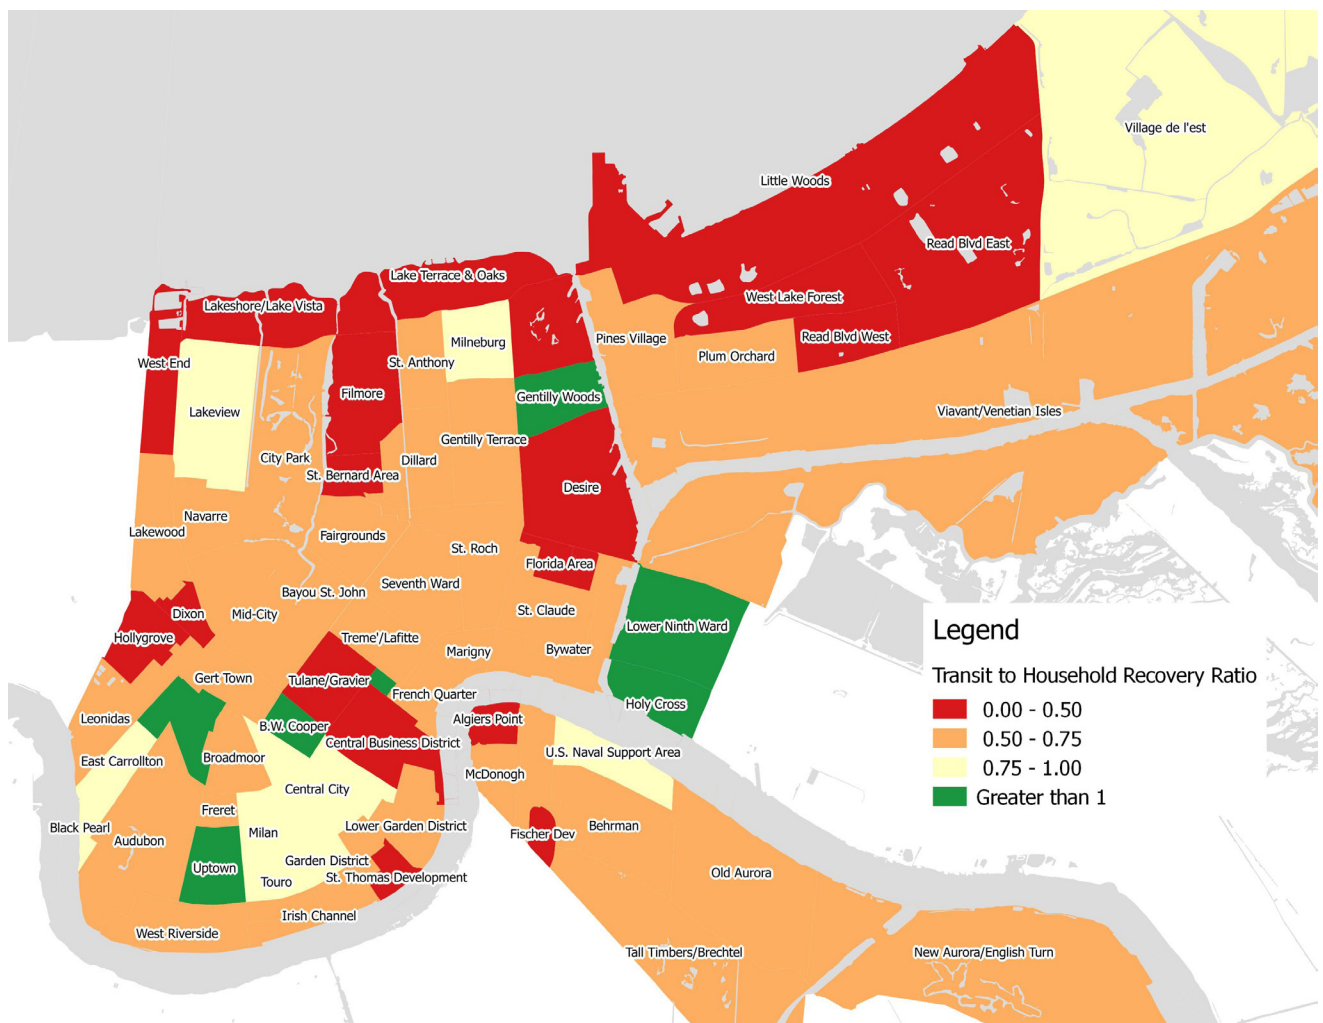 Village de l'est
Little Woods
Read Blvd East
Lake Terrace & Oaks
West Lake Forest
Lakeshore/Lake Vista
Read Blvd West
Pines Village
Milneburg
Plum Orchard
West End
St. Anthony
Filmore
Gentilly Woods
Lakeview
Viavant/Venetian Isles
Gentilly Terrace
City Park
Dillard
St. Bernard Area
Desire
Navarre
Lakewood
Fairgrounds
St. Roch
Florida Area
Seventh Ward
Bayou St. John
Dixon
Mid-City
St. Claude
Lower Ninth Ward
Hollygrove
Treme'/Lafitte
Marigny
Bywater
Gert Town
Tulane/Gravier
French Quarter
Holy Cross
Leonidas
B.W. Cooper
Algiers Point
Central Business District
U.S. Naval Support Area
East Carrollton
Broadmoor
McDonogh
Central City
Freret
Black Pearl
Milan
Lower Garden District
Fischer Dev
Behrman
Audubon
Garden District
Uptown
Touro
St. Thomas Development
Old Aurora
Irish Channel
West Riverside
Tall Timbers/Brechtel
New Aurora/English Turn
Legend
Transit to Household Recovery Ratio
0.00 - 0.50
0.50 - 0.75
0.75 - 1.00
Greater than 1